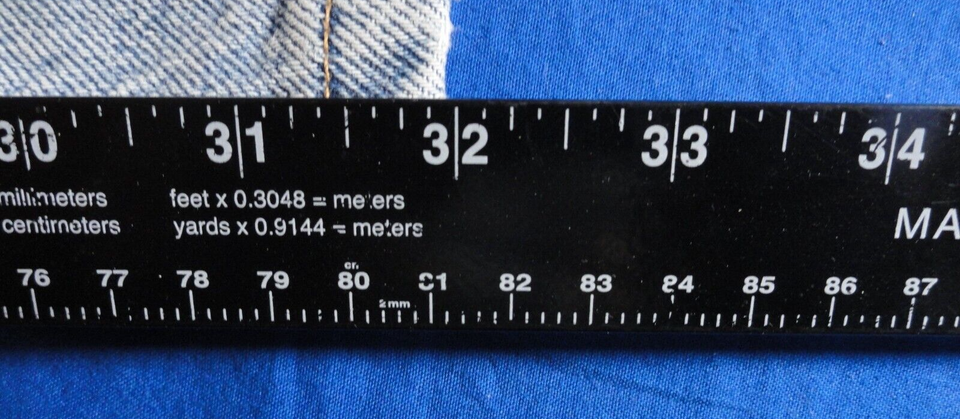 30 31 32 33 34
millimeters feet x 0.3048 = meters
centimeters yards x 0.9144 = meters
MA
76 77 78 79 80 81 82 83 84 85 86 87
2mm